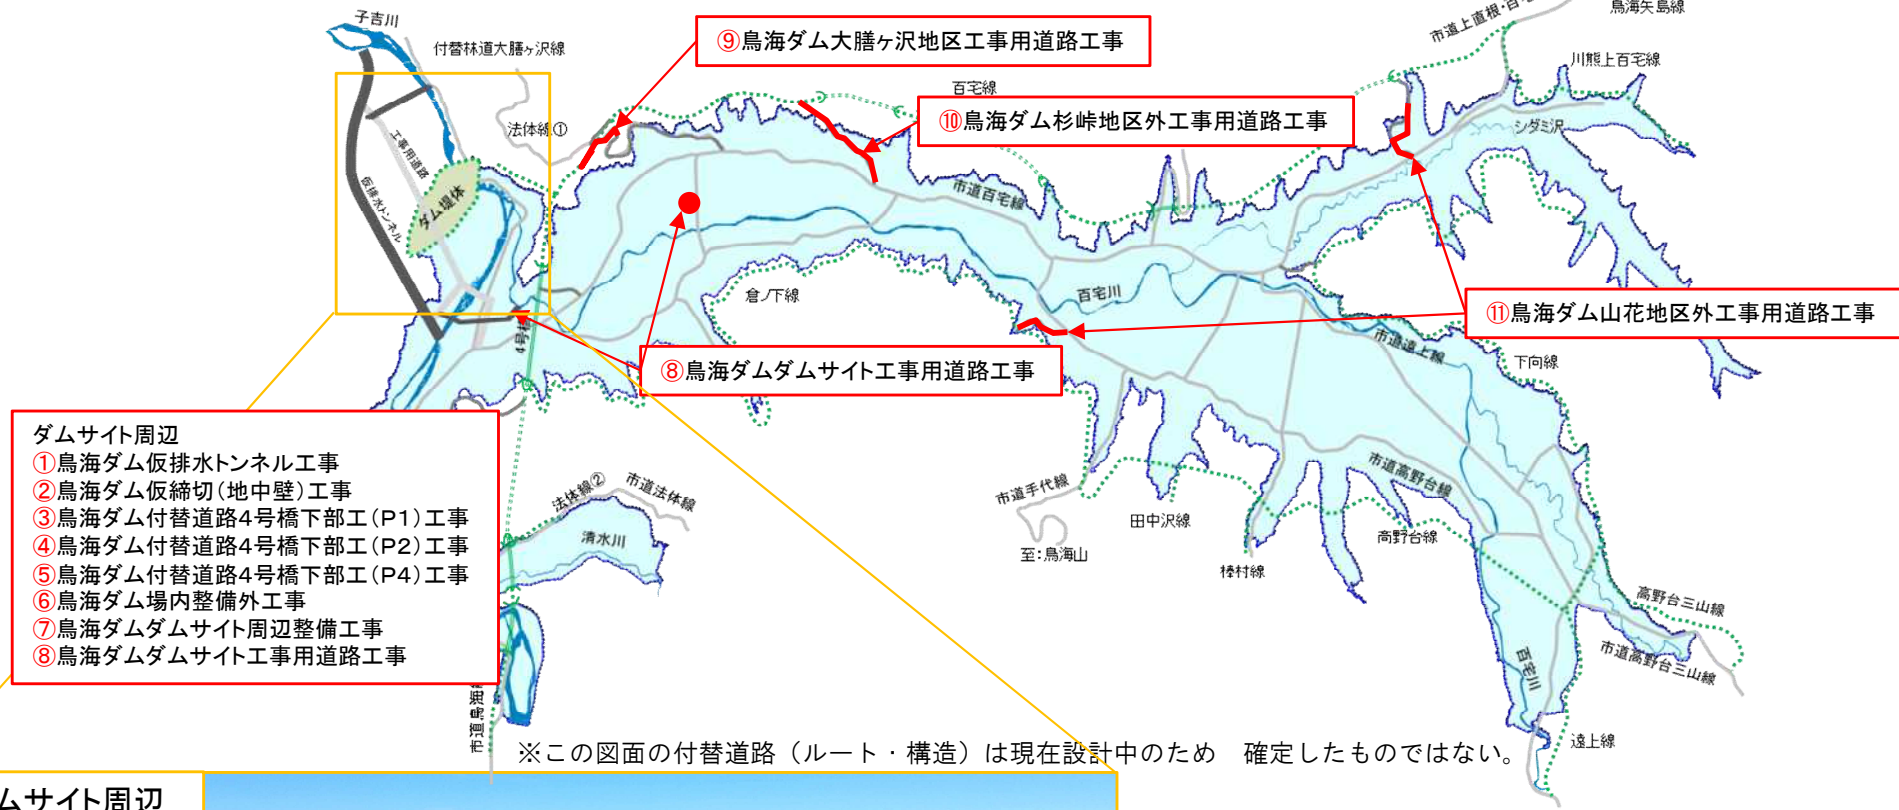 子吉川
付替林道大膳ヶ沢線
⑨鳥海ダム大膳ヶ沢地区工事用道路工事
市道上直根・百宅
鳥海矢島線
川熊上百宅線
百宅線
⑩鳥海ダム杉峠地区外工事用道路工事
法体線①
シダミ沢
工事用道路
仮排水トンネル
ダム堤体
市道百宅線
倉ノ下線
百宅川
⑪鳥海ダム山花地区外工事用道路工事
4号橋
市道遠上線
下向線
⑧鳥海ダムダムサイト工事用道路工事
ダムサイト周辺
①鳥海ダム仮排水トンネル工事
②鳥海ダム仮締切(地中壁)工事
③鳥海ダム付替道路4号橋下部工(P1)工事
④鳥海ダム付替道路4号橋下部工(P2)工事
⑤鳥海ダム付替道路4号橋下部工(P4)工事
⑥鳥海ダム場内整備外工事
⑦鳥海ダムダムサイト周辺整備工事
⑧鳥海ダムダムサイト工事用道路工事
法体線②
市道法体線
清水川
市道手代線
至:鳥海山
田中沢線
市道高野台線
高野台線
棒村線
高野台三山線
市道高野台三山線
百宅川
市道鳥海
遠上線
※この図面の付替道路（ルート・構造）は現在設計中のため　確定したものではない。
ムサイト周辺